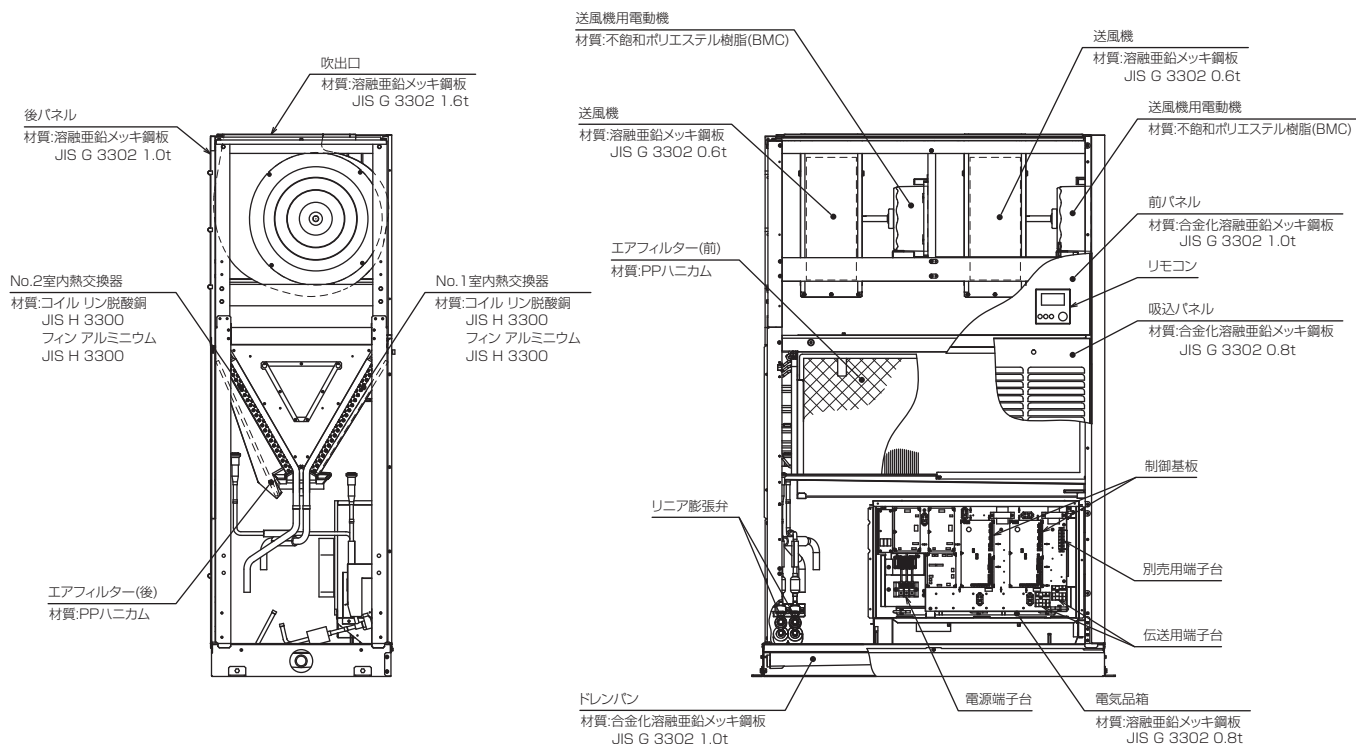 吹出口
材質:溶融亜鉛メッキ鋼板
JIS G 3302 1.6t
後パネル
材質:溶融亜鉛メッキ鋼板
JIS G 3302 1.0t
No.2室内熱交換器
材質:コイル リン脱酸銅
JIS H 3300
フィン アルミニウム
JIS H 3300
No.1室内熱交換器
材質:コイル リン脱酸銅
JIS H 3300
フィン アルミニウム
JIS H 3300
エアフィルター(後)
材質:PPハニカム
送風機用電動機
材質:不飽和ポリエステル樹脂(BMC)
送風機
材質:溶融亜鉛メッキ鋼板
JIS G 3302 0.6t
送風機
材質:溶融亜鉛メッキ鋼板
JIS G 3302 0.6t
送風機用電動機
材質:不飽和ポリエステル樹脂(BMC)
前パネル
材質:合金化溶融亜鉛メッキ鋼板
JIS G 3302 1.0t
エアフィルター(前)
材質:PPハニカム
リモコン
吸込パネル
材質:合金化溶融亜鉛メッキ鋼板
JIS G 3302 0.8t
制御基板
リニア膨張弁
別売用端子台
伝送用端子台
ドレンパン
材質:合金化溶融亜鉛メッキ鋼板
JIS G 3302 1.0t
電源端子台
電気品箱
材質:溶融亜鉛メッキ鋼板
JIS G 3302 0.8t